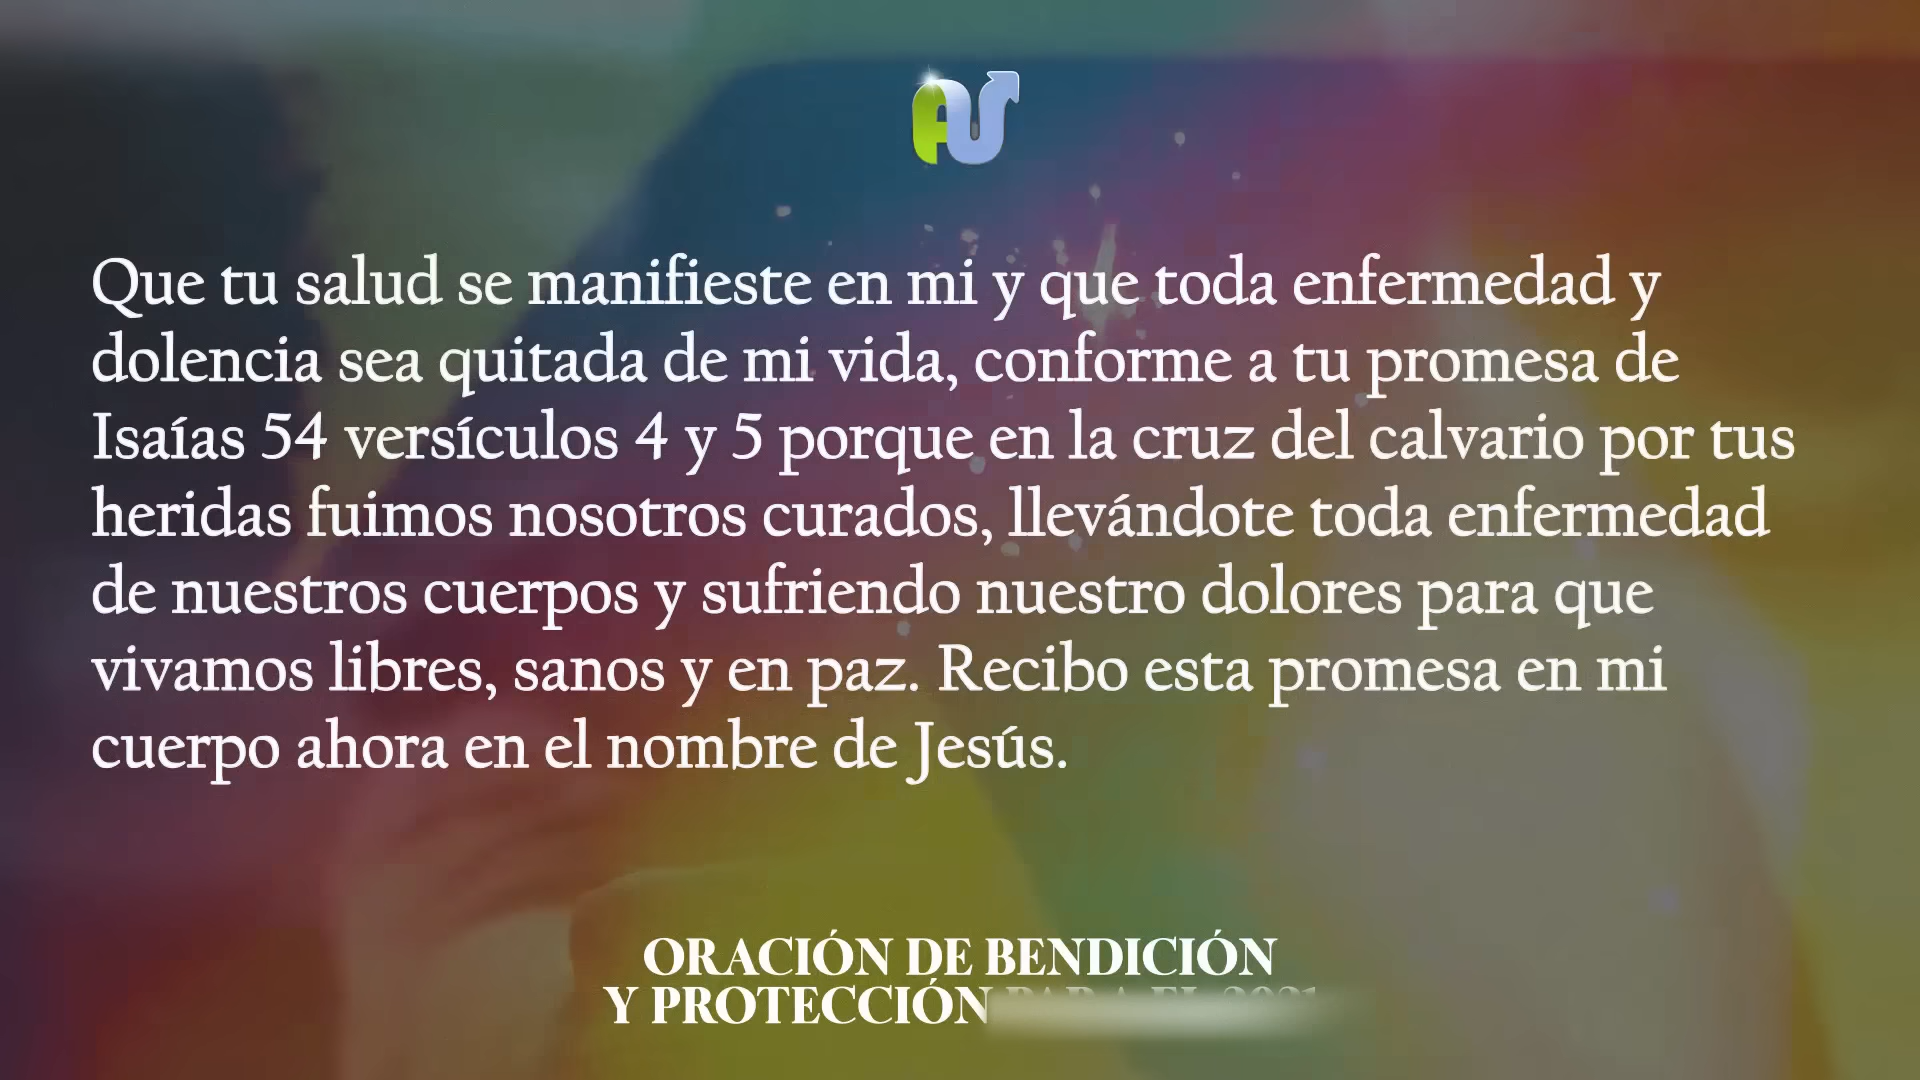 Que tu salud se manifieste en mi y que toda enfermedad y
dolencia sea quitada de mi vida, conforme a tu promesa de
Isaías 54 versículos 4 y 5 porque en la cruz del calvario por tus
heridas fuimos nosotros curados, llevándote toda enfermedad
de nuestros cuerpos y sufriendo nuestro dolores para que
vivamos libres, sanos y en paz. Recibo esta promesa en mi
cuerpo ahora en el nombre de Jesús.
ORACIÓN DE BENDICIÓN
Y PROTECCIÓN